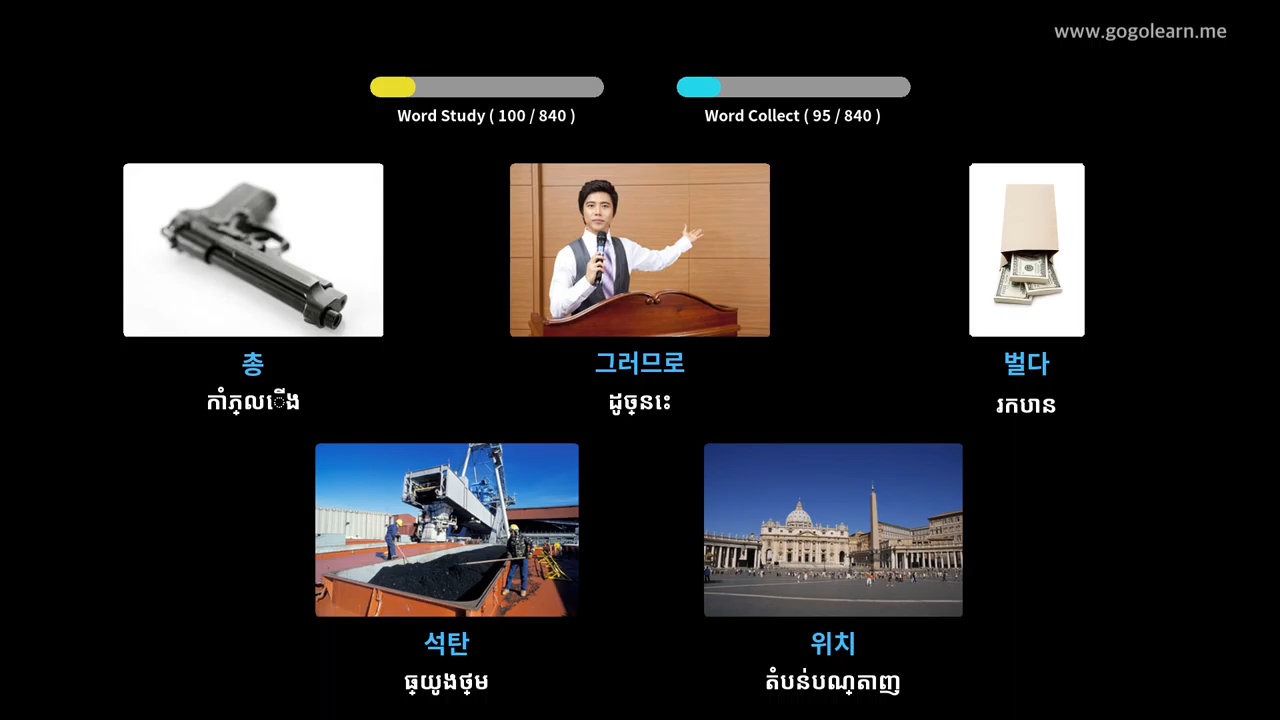 www.gogolearn.me
Word Study ( 100 / 840 )
Word Collect ( 95 / 840 )
총
កាំភ្លើង
그러므로
ដូច្នេះ
벌다
រកបាន
석탄
ធ្យូងថ្ម
위치
តំបន់បណ្តាញ